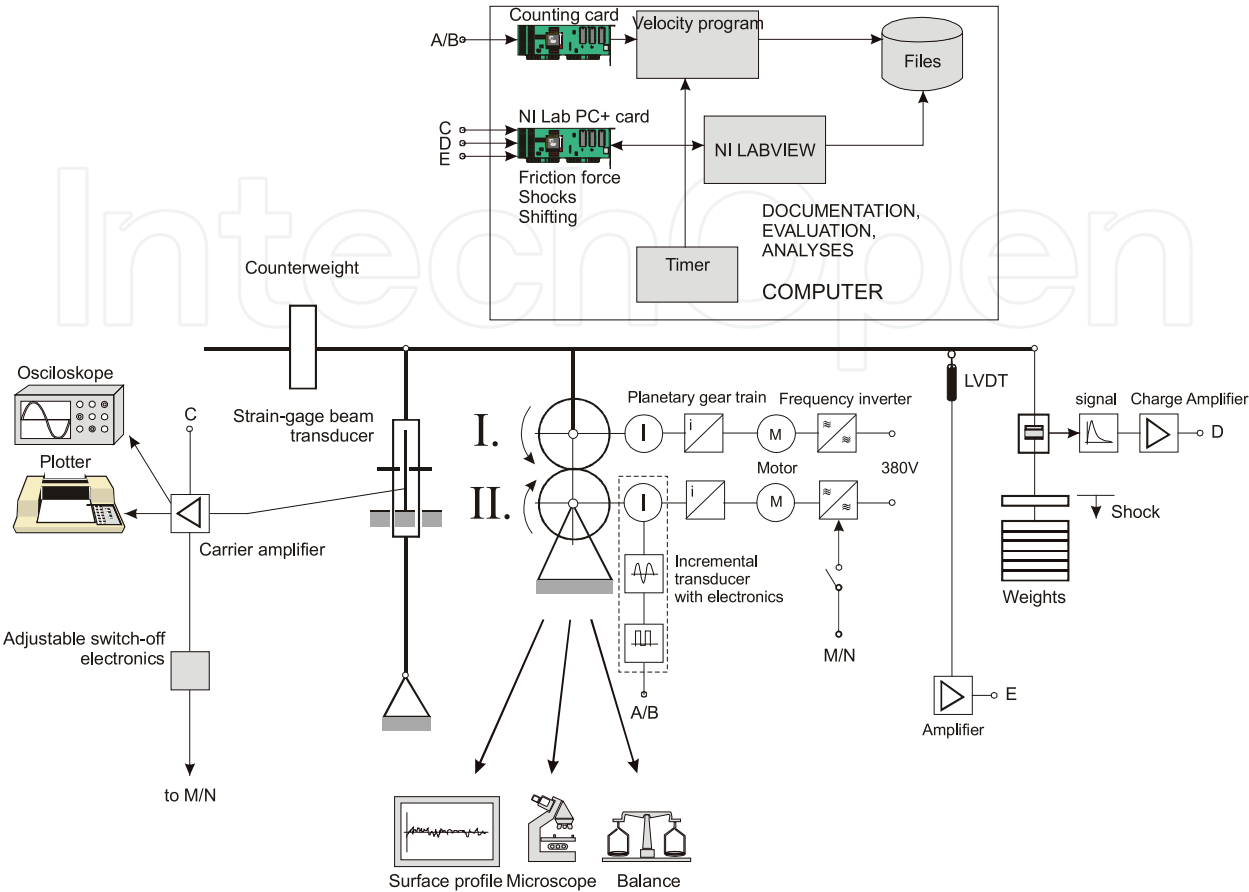 Counting card
Velocity program
A/B
Files
NI Lab PC+ card
C
D
E
NI LABVIEW
Friction force
Shocks
Shifting
DOCUMENTATION,
EVALUATION,
ANALYSES
Timer
COMPUTER
IntechOpen
Counterweight
Osciloskope
C
Strain-gage beam
transducer
Plotter
Carrier amplifier
Adjustable switch-off
electronics
to M/N
I.
II.
Planetary gear train
Frequency inverter
I
i
M
≋
≋
Motor
380V
I
i
M
≋
≋
Incremental
transducer
with electronics
A/B
M/N
LVDT
signal
Charge Amplifier
D
Shock
Weights
E
Amplifier
Surface profile
Microscope
Balance